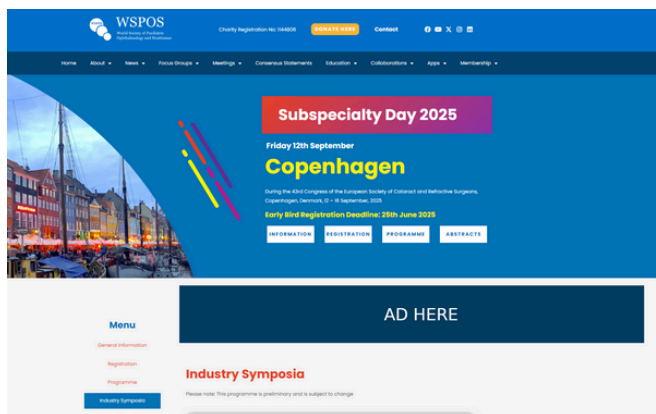 WSPOS
World Society of Paediatric
Ophthalmology and Strabismus
Charity Registration No: 1144806
DONATE HERE
Contact
Home About News Focus Groups Meetings Consensus Statements Education Collaborations Apps Membership
Subspecialty Day 2025
Friday 12th September
Copenhagen
During the 43rd Congress of the European Society of Cataract and Refractive Surgeons,
Copenhagen, Denmark, 12 – 16 September, 2025
Early Bird Registration Deadline: 25th June 2025
INFORMATION REGISTRATION PROGRAMME ABSTRACTS
AD HERE
Menu
General Information
Registration
Programme
Industry Symposia
Industry Symposia
Please note: This programme is preliminary and is subject to change